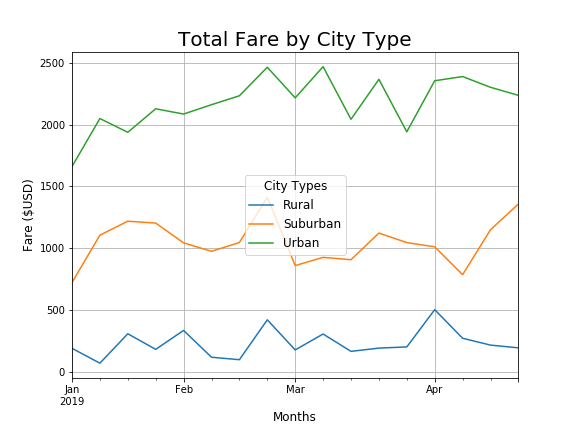 Total Fare by City Type
2500
2000
1500
1000
500
0
Fare ($USD)
City Types
Rural
Suburban
Urban
Jan
2019
Feb
Mar
Apr
Months